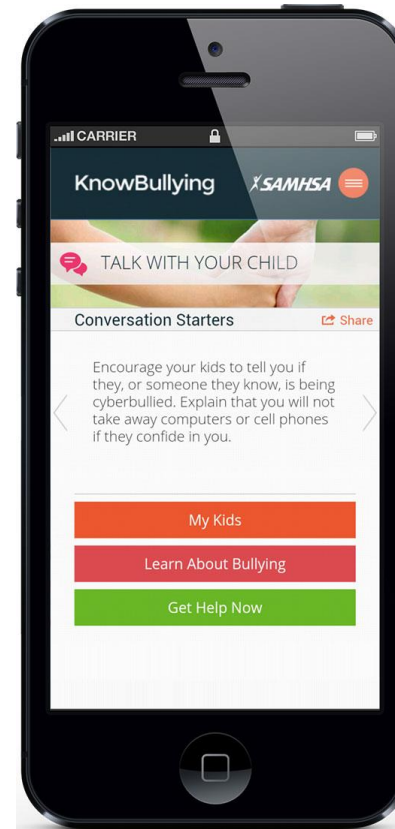 CARRIER
KnowBullying SAMHSA
TALK WITH YOUR CHILD
Conversation Starters Share
Encourage your kids to tell you if
they, or someone they know, is being
cyberbullied. Explain that you will not
take away computers or cell phones
if they confide in you.
My Kids
Learn About Bullying
Get Help Now